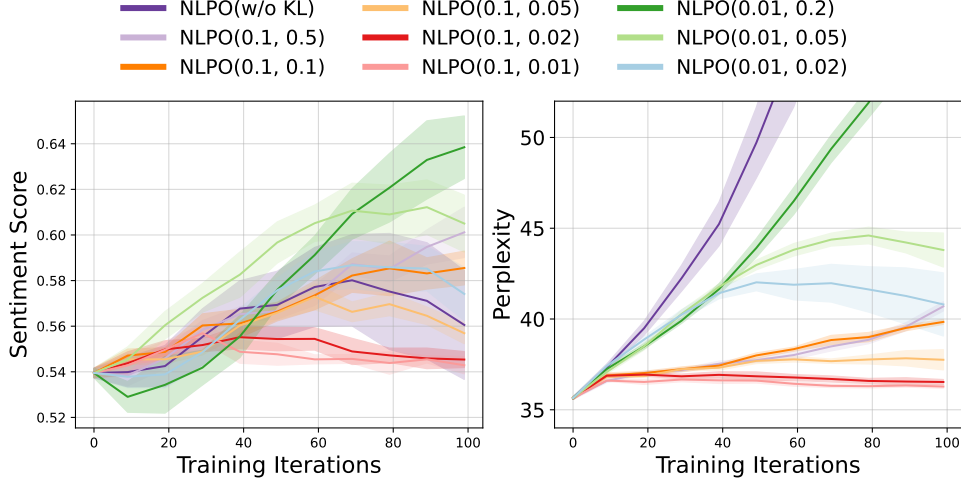 NLPO(w/o KL) NLPO(0.1, 0.05) NLPO(0.01, 0.2)
NLPO(0.1, 0.5) NLPO(0.1, 0.02) NLPO(0.01, 0.05)
NLPO(0.1, 0.1) NLPO(0.1, 0.01) NLPO(0.01, 0.02)
Sentiment Score
0.64
0.62
0.60
0.58
0.56
0.54
0.52
0 20 40 60 80 100
Training Iterations
Perplexity
50
45
40
35
0 20 40 60 80 100
Training Iterations